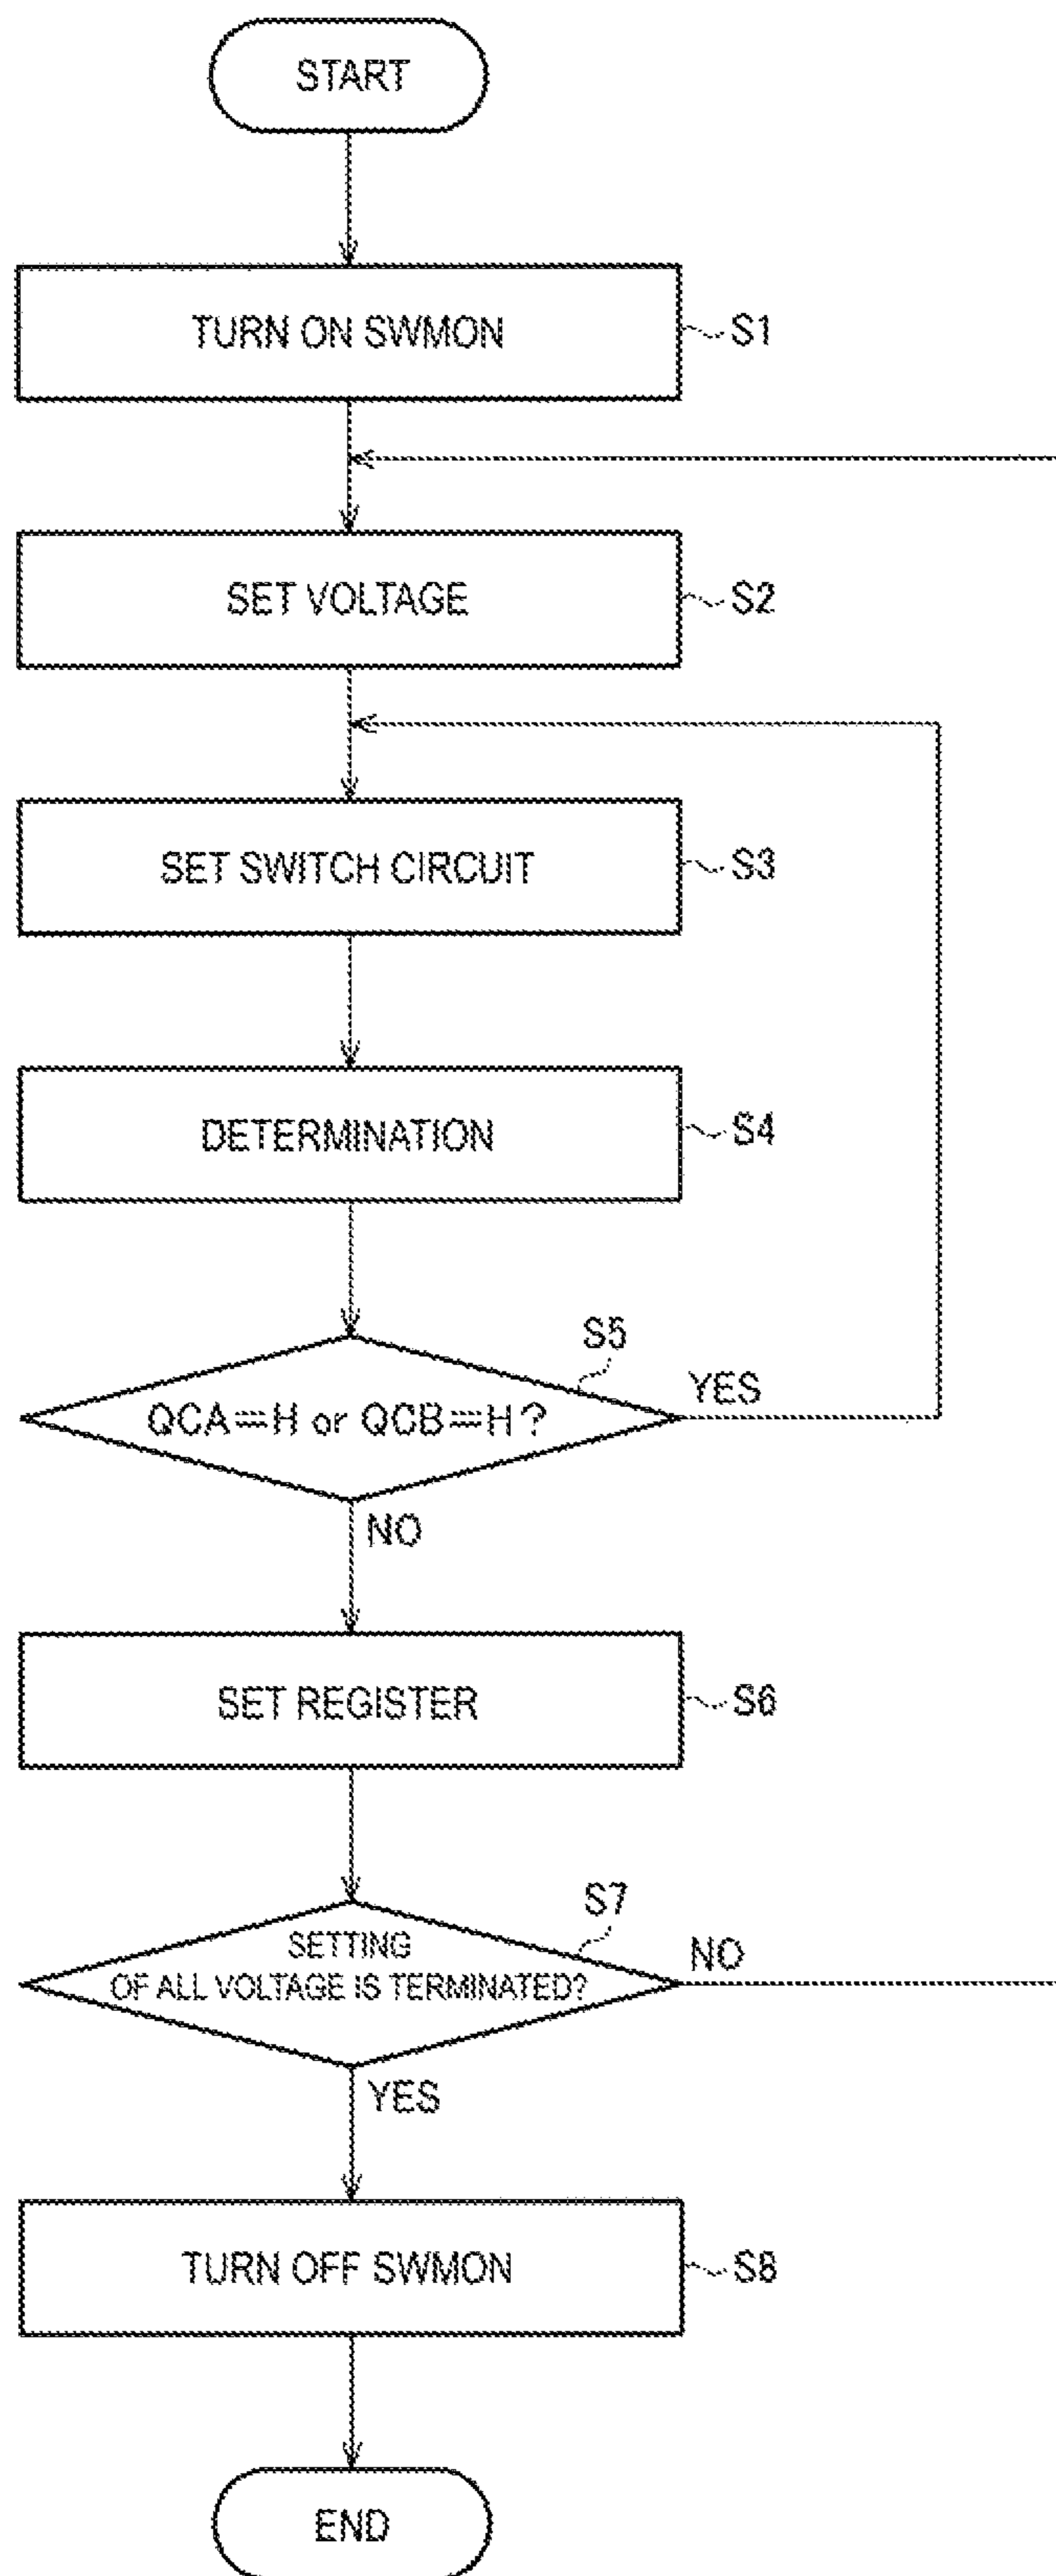 START
TURN ON SWMON
S1
SET VOLTAGE
S2
SET SWITCH CIRCUIT
S3
DETERMINATION
S4
S5
QCA=H or QCB=H?
YES
NO
SET REGISTER
S6
S7
SETTING
OF ALL VOLTAGE IS TERMINATED?
NO
YES
TURN OFF SWMON
S8
END